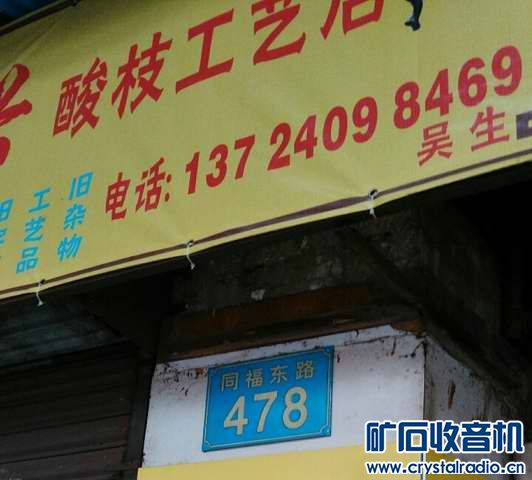 酸枝工艺店
电话: 137 2409 8469
吴生
工艺品
旧杂物
同福东路
478
矿石收音机
www.crystalradio.cn